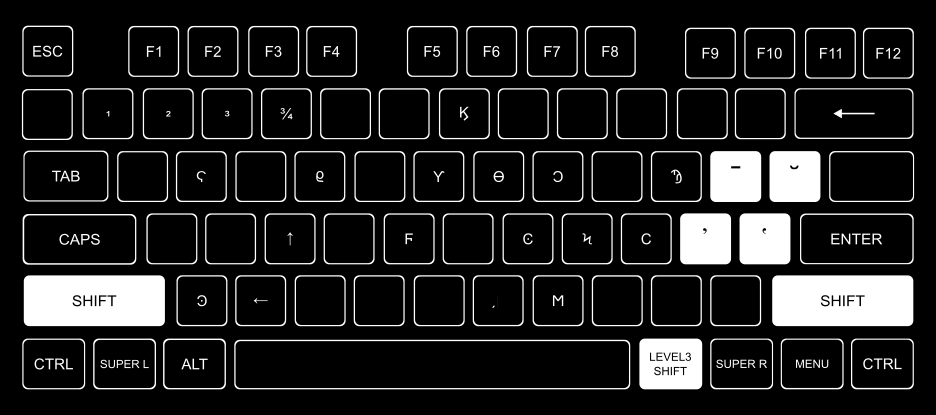 ESC F1 F2 F3 F4 F5 F6 F7 F8 F9 F10 F11 F12
¹ ² ³ ¾ Ϗ ←
TAB Ϛ ϼ ϒ ϴ Ͻ Ϡ ¯ ˘
CAPS ↑ Ϝ Ͼ Ϟ Ϲ ᾿ ῾ ENTER
SHIFT Ͽ ← Ϻ SHIFT
CTRL SUPER L ALT LEVEL3 SHIFT SUPER R MENU CTRL